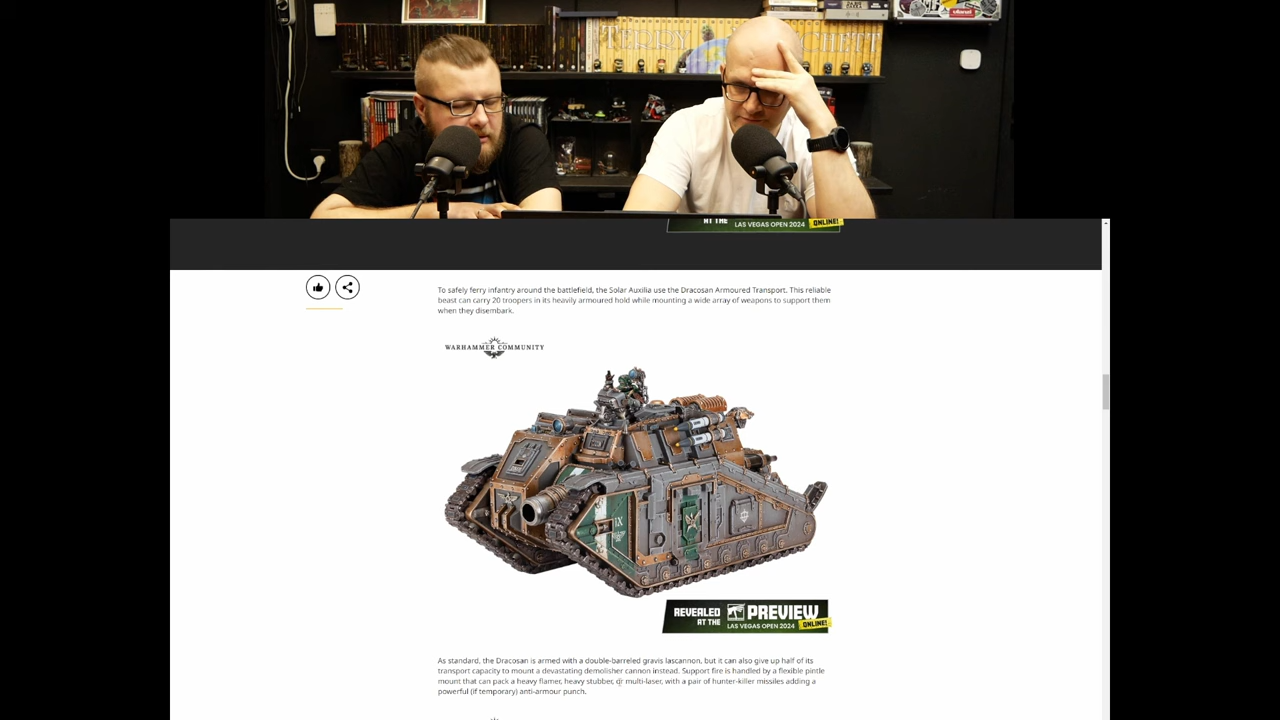 TERRY
AT THE
LAS VEGAS OPEN 2024
ONLINE!
To safely ferry infantry around the battlefield, the Solar Auxilia use the Dracosan Armoured Transport. This reliable
beast can carry 20 troopers in its heavily armoured hold while mounting a wide array of weapons to support them
when they disembark.
WARHAMMER COMMUNITY
IX
REVEALED
AT THE
PREVIEW
LAS VEGAS OPEN 2024
ONLINE!
As standard, the Dracosan is armed with a double-barreled gravis lascannon, but it can also give up half of its
transport capacity to mount a devastating demolisher cannon instead. Support fire is handled by a flexible pintle
mount that can pack a heavy flamer, heavy stubber, or multi-laser, with a pair of hunter-killer missiles adding a
powerful (if temporary) anti-armour punch.